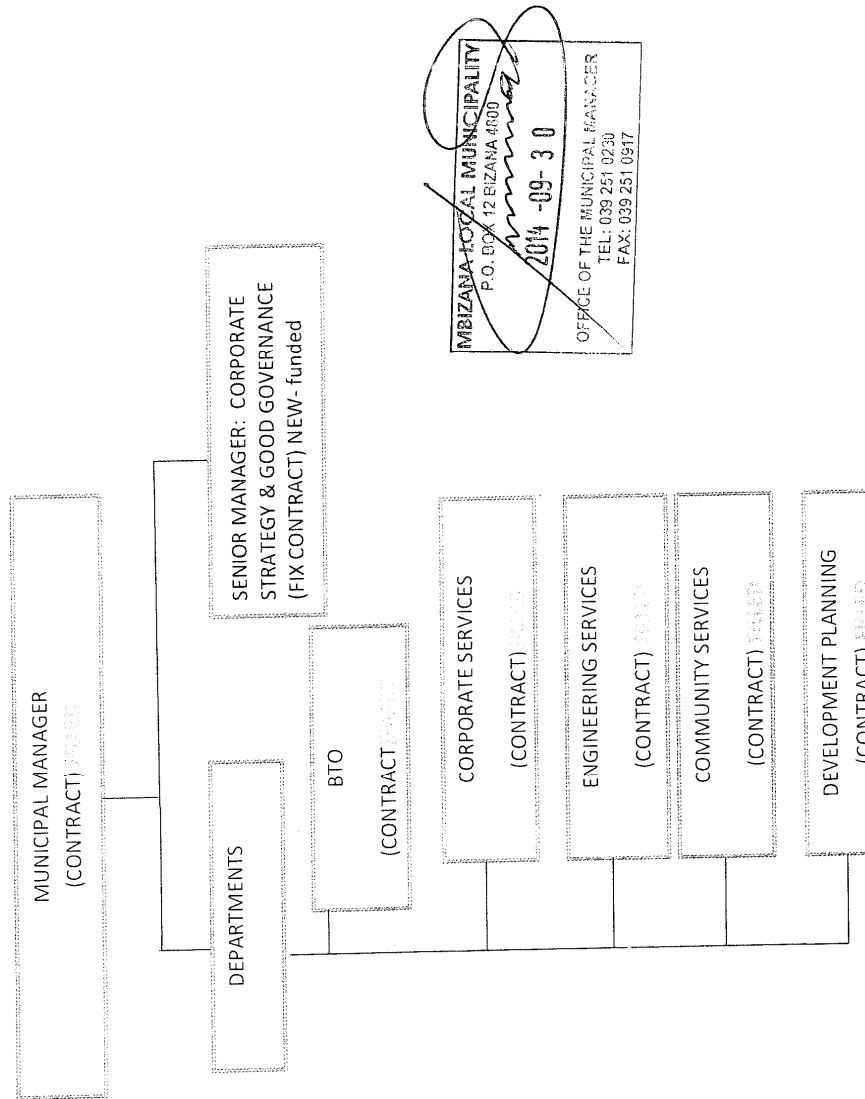 MUNICIPAL MANAGER
(CONTRACT)
DEPARTMENTS
SENIOR MANAGER: CORPORATE
STRATEGY & GOOD GOVERNANCE
(FIX CONTRACT) NEW- funded
BTO
(CONTRACT
CORPORATE SERVICES
(CONTRACT)
ENGINEERING SERVICES
(CONTRACT)
COMMUNITY SERVICES
(CONTRACT) FILLED
DEVELOPMENT PLANNING
(CONTRACT) FILLED
MBIZANA LOCAL MUNICIPALITY
P.O. BOX 12 BIZANA 4800
2014 -09- 3 0
OFFICE OF THE MUNICIPAL MANAGER
TEL: 039 251 0230
FAX: 039 251 0917